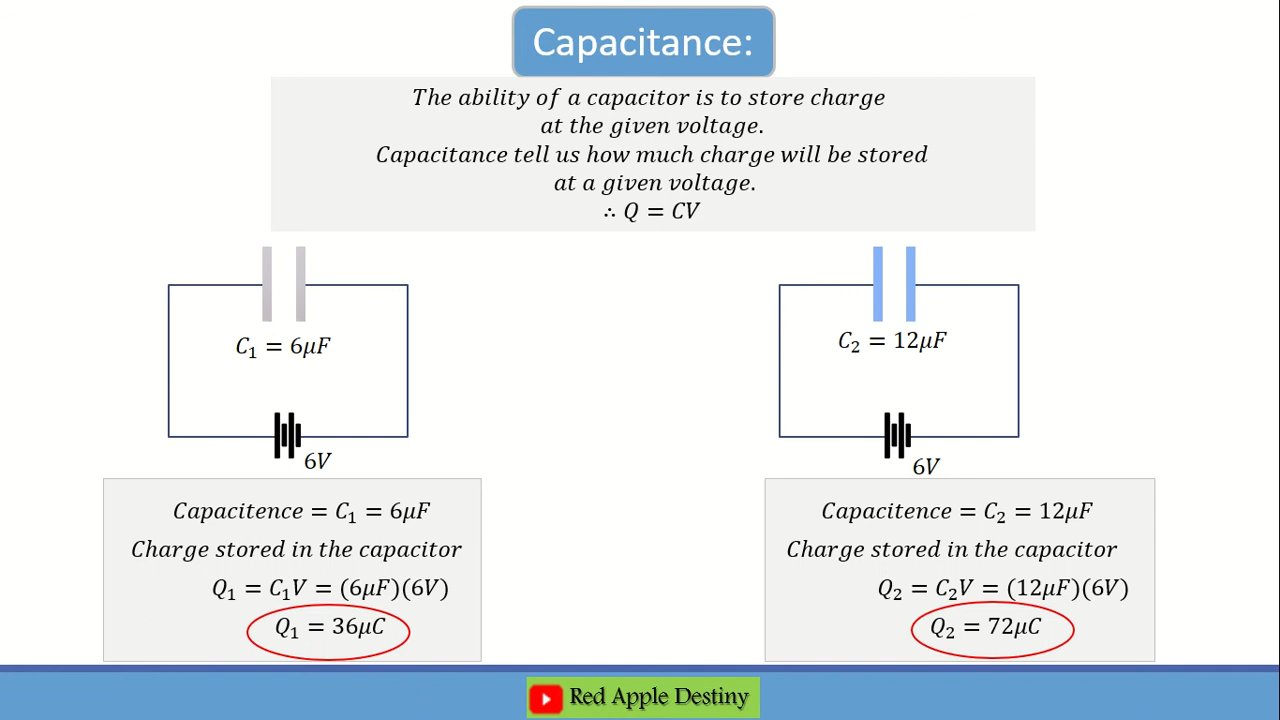 Capacitance:
The ability of a capacitor is to store charge
at the given voltage.
Capacitance tell us how much charge will be stored
at a given voltage.
∴ Q = CV
C₁ = 6μF
6V
C₂ = 12μF
6V
Capacitence = C₁ = 6μF
Charge stored in the capacitor
Q₁ = C₁V = (6μF)(6V)
Q₁ = 36μC
Capacitence = C₂ = 12μF
Charge stored in the capacitor
Q₂ = C₂V = (12μF)(6V)
Q₂ = 72μC
Red Apple Destiny